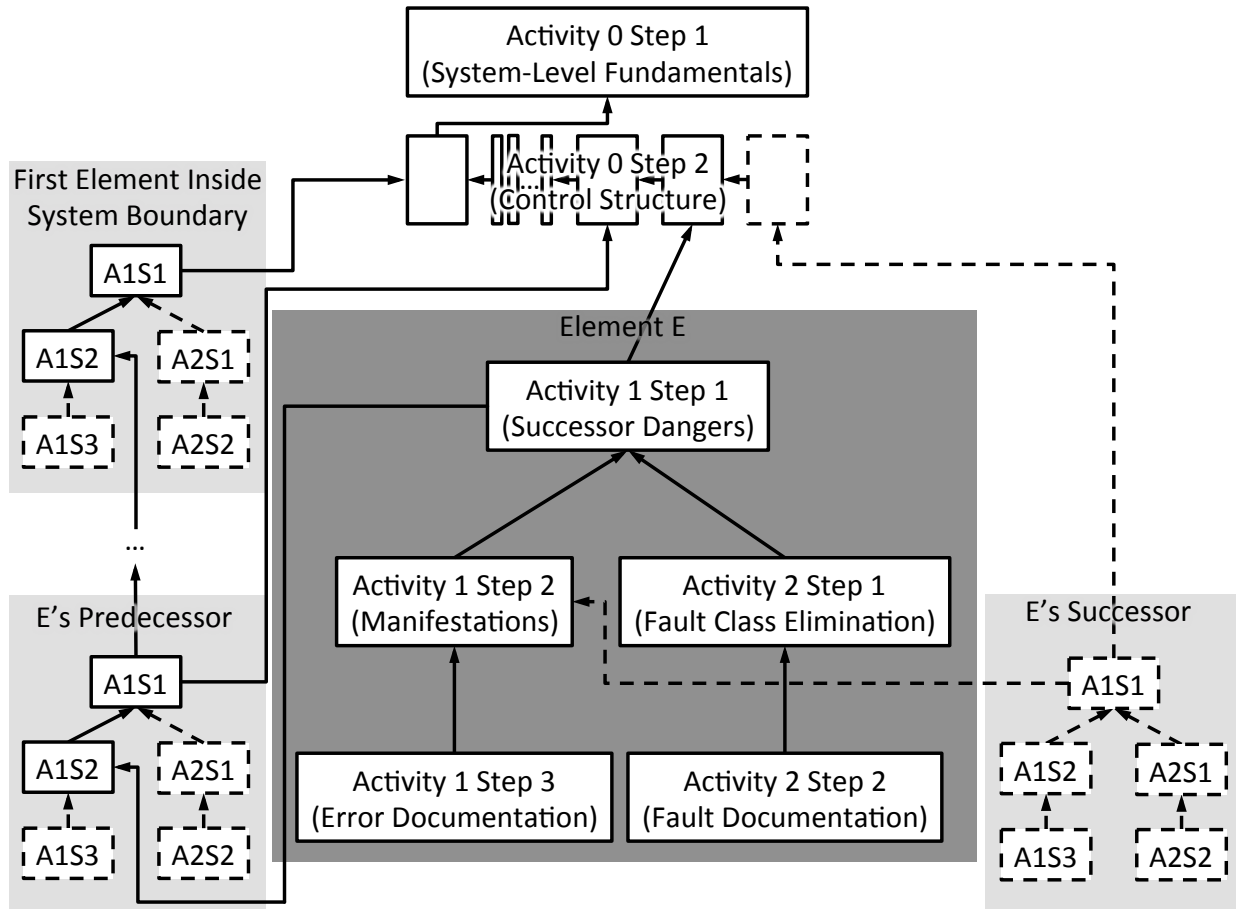 Activity 0 Step 1
(System-Level Fundamentals)
Activity 0 Step 2
...
(Control Structure)
First Element Inside
System Boundary
A1S1
A1S2
A2S1
A1S3
A2S2
...
E's Predecessor
A1S1
A1S2
A2S1
A1S3
A2S2
Element E
Activity 1 Step 1
(Successor Dangers)
Activity 1 Step 2
(Manifestations)
Activity 2 Step 1
(Fault Class Elimination)
Activity 1 Step 3
(Error Documentation)
Activity 2 Step 2
(Fault Documentation)
E's Successor
A1S1
A1S2
A2S1
A1S3
A2S2